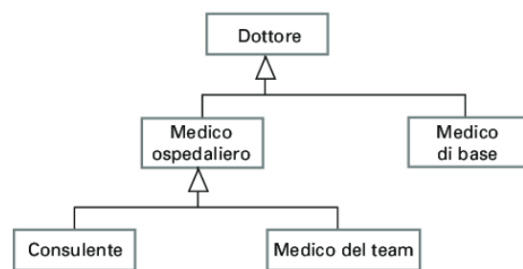 Dottore
Medico
ospedaliero
Medico
di base
Consulente
Medico del team